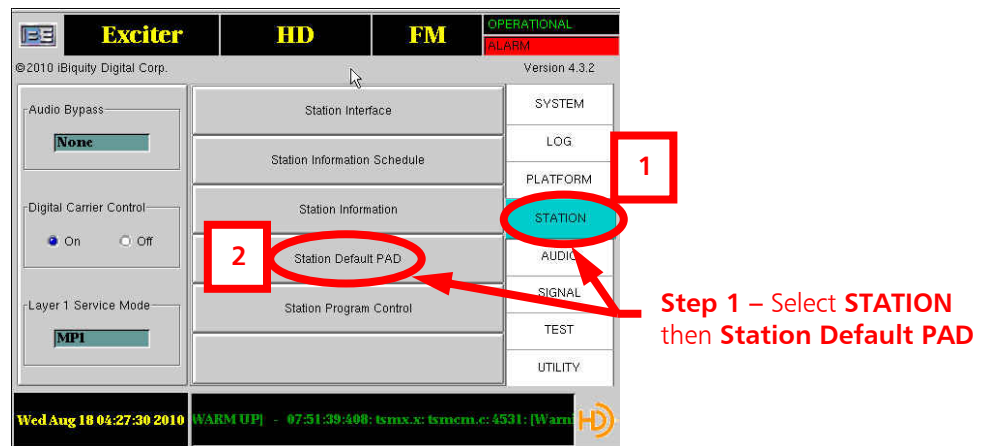 IBE Exciter HD FM OPERATIONAL
ALARM
©2010 iBiquity Digital Corp. Version 4.3.2
Audio Bypass
None
Digital Carrier Control
On Off
Layer 1 Service Mode
MP1
Station Interface
Station Information Schedule
Station Information
2
Station Default PAD
Station Program Control
SYSTEM
LOG
PLATFORM
1
STATION
AUDIO
SIGNAL
TEST
UTILITY
Step 1 – Select STATION
then Station Default PAD
Wed Aug 18 04:27:30 2010 WARM UP] - 07:51:39:408: tsmx.x: tsmcm.c: 4531: [Warni HD